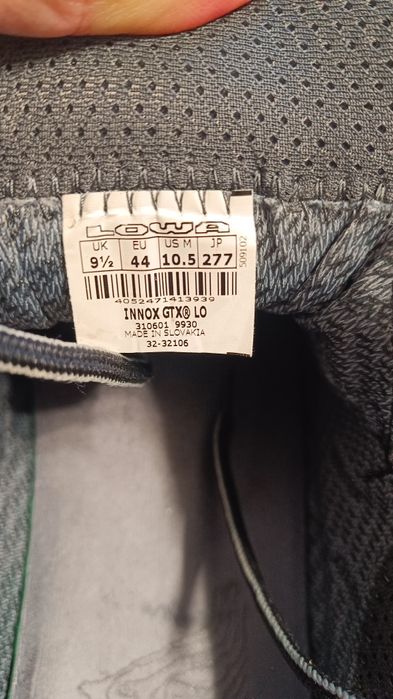 LOWA
UK EU US M JP
9½ 44 10.5 277
509102
4052471413939
INNOX GTX® LO
310601 9930
MADE IN SLOVAKIA
32-32106